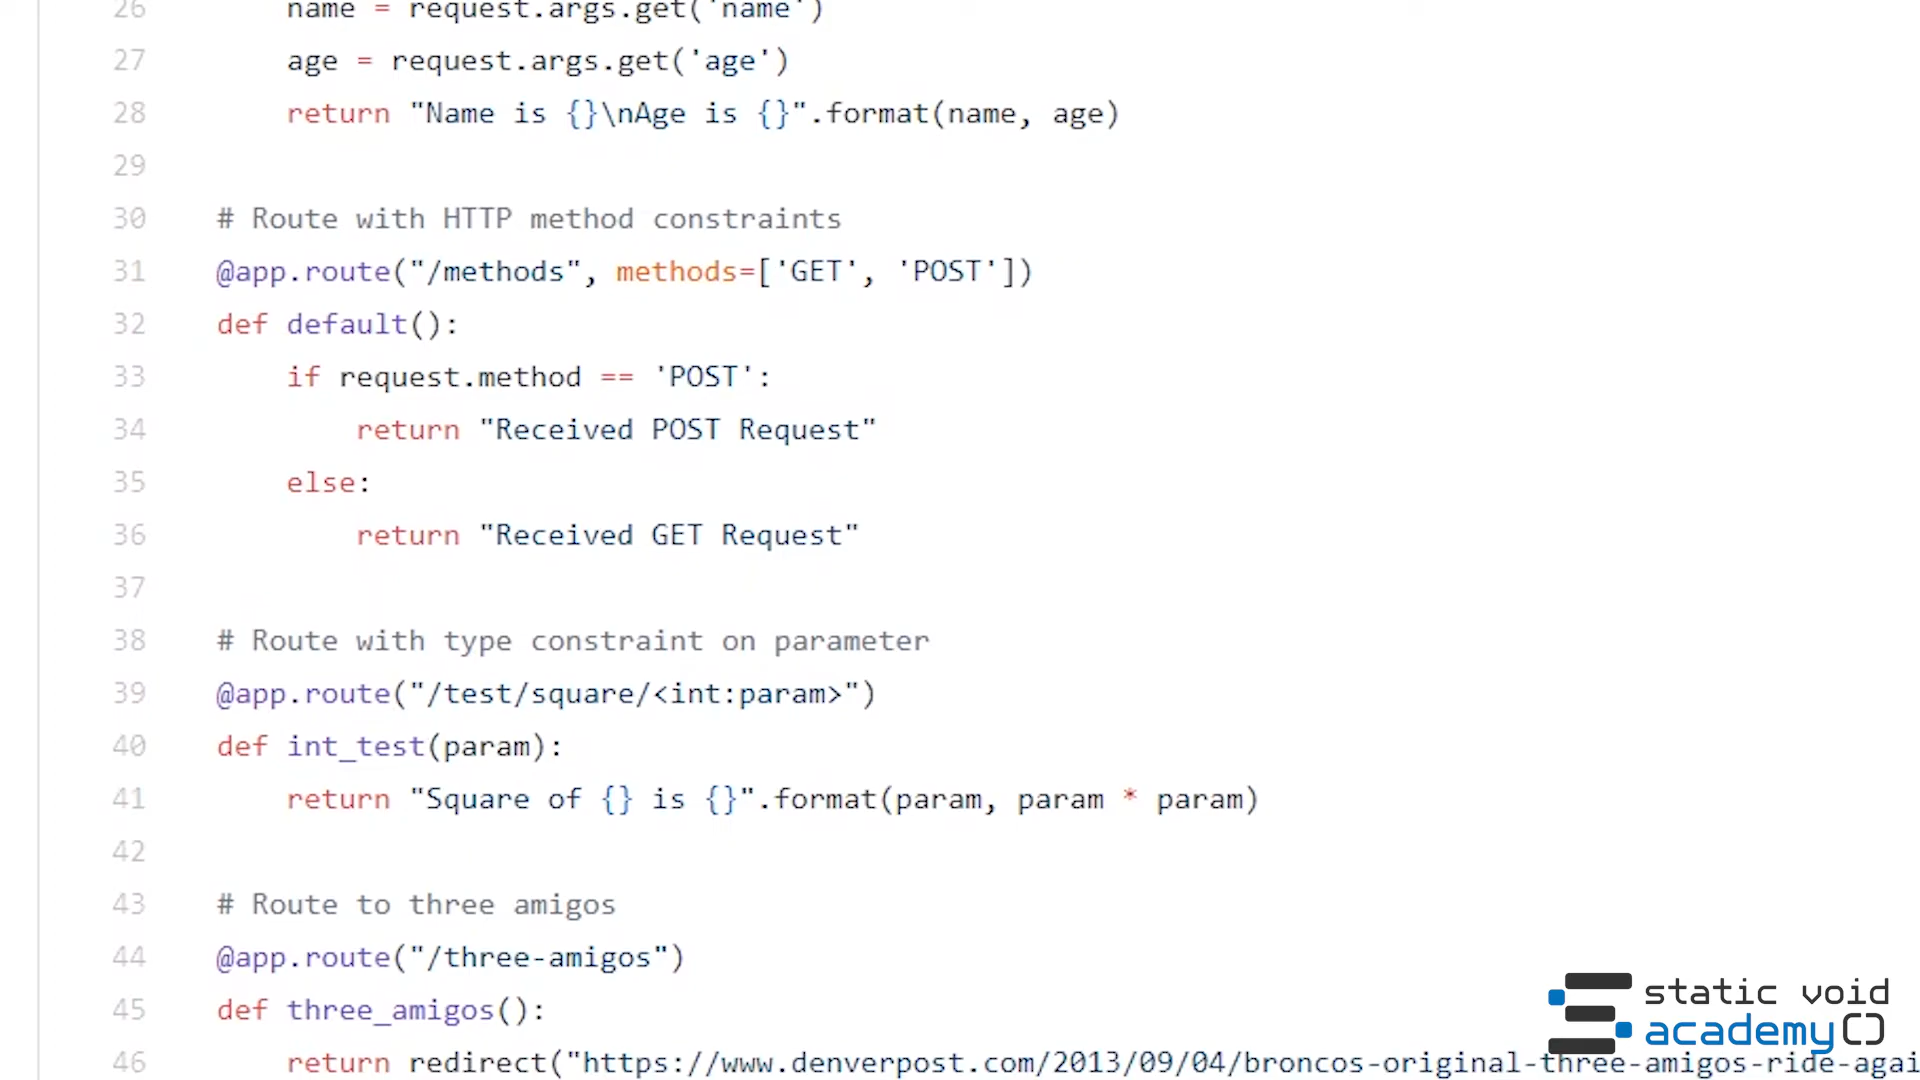 26 name = request.args.get('name')
27 age = request.args.get('age')
28 return "Name is {}\nAge is {}".format(name, age)
29
30 # Route with HTTP method constraints
31 @app.route("/methods", methods=['GET', 'POST'])
32 def default():
33 if request.method == 'POST':
34 return "Received POST Request"
35 else:
36 return "Received GET Request"
37
38 # Route with type constraint on parameter
39 @app.route("/test/square/<int:param>")
40 def int_test(param):
41 return "Square of {} is {}".format(param, param * param)
42
43 # Route to three amigos
44 @app.route("/three-amigos")
45 def three_amigos():
46 return redirect("https://www.denverpost.com/2013/09/04/broncos-original-three-amigos-ride-agai
static void
academy{}